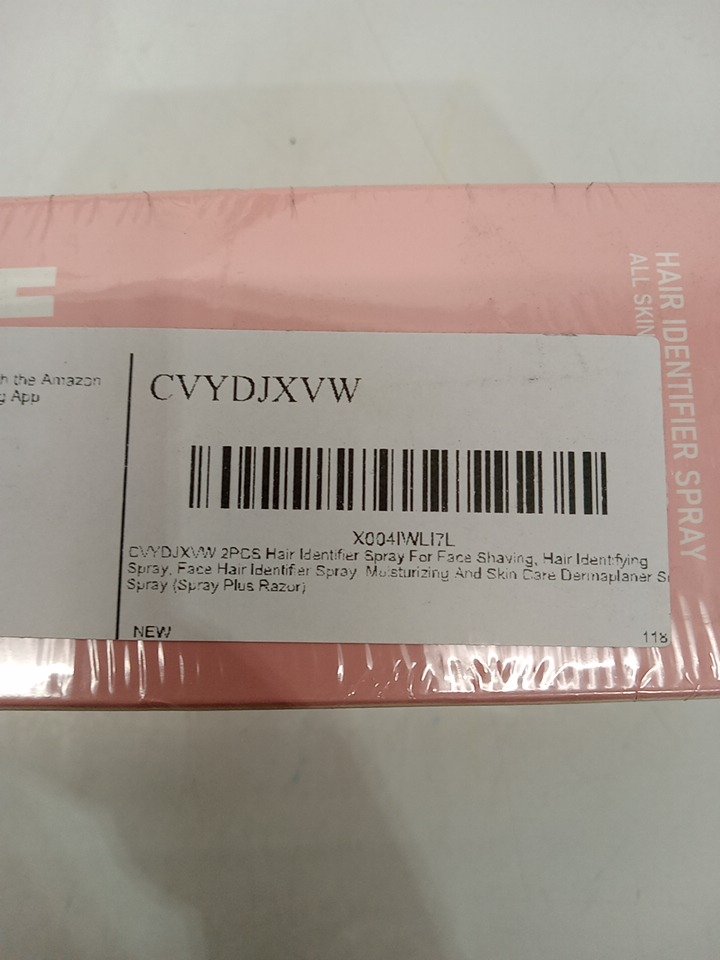 HAIR IDENTIFIER SPRAY
ALL SKIN
h the Amazon
g App
CVYDJXVW
X004IWLI7L
CVYDJXVW 2PCS Hair Identifier Spray For Face Shaving, Hair Identifying
Spray, Face Hair Identifier Spray Moisturizing And Skin Care Dermaplaner
Spray (Spray Plus Razor)
NEW
118